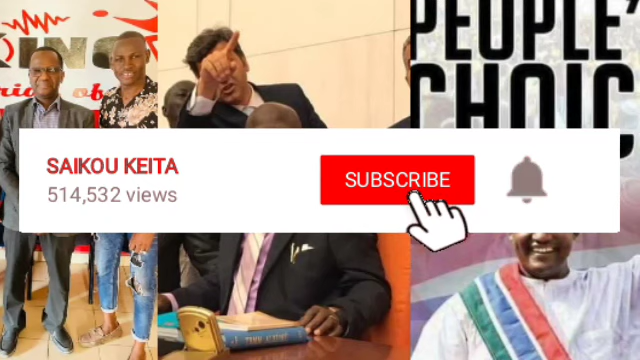 PEOPLE'
CHOIC
SAIKOU KEITA
514,532 views
SUBSCRIBE